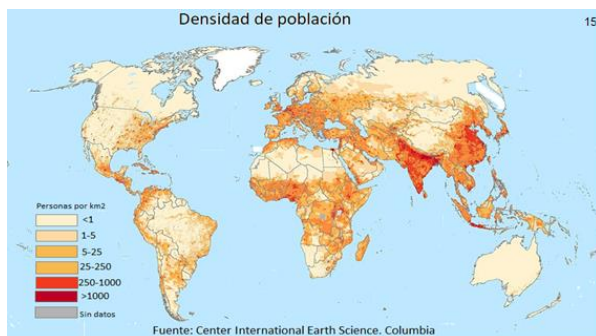 Densidad de población
15
Personas por km2
<1
1-5
5-25
25-250
250-1000
>1000
Sin datos
Fuente: Center International Earth Science. Columbia